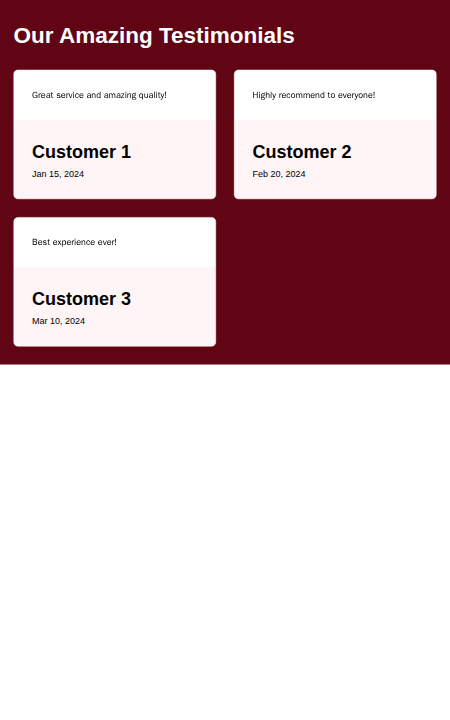 Our Amazing Testimonials
Great service and amazing quality!
Customer 1
Jan 15, 2024
Highly recommend to everyone!
Customer 2
Feb 20, 2024
Best experience ever!
Customer 3
Mar 10, 2024